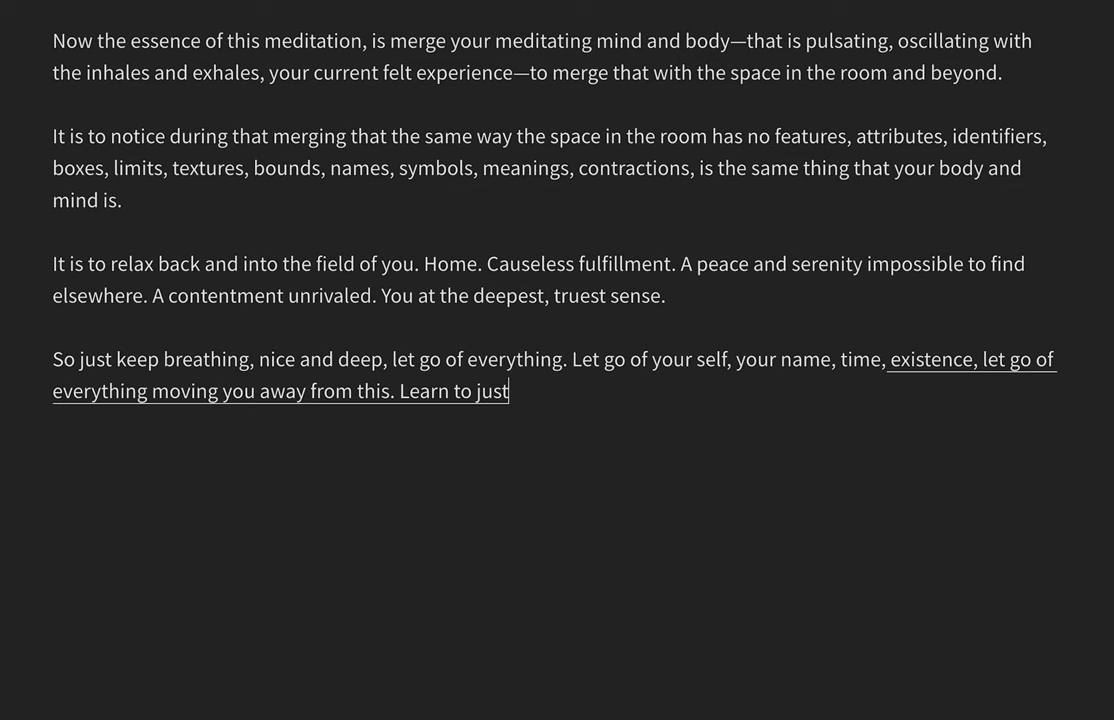 Now the essence of this meditation, is merge your meditating mind and body—that is pulsating, oscillating with
the inhales and exhales, your current felt experience—to merge that with the space in the room and beyond.
It is to notice during that merging that the same way the space in the room has no features, attributes, identifiers,
boxes, limits, textures, bounds, names, symbols, meanings, contractions, is the same thing that your body and
mind is.
It is to relax back and into the field of you. Home. Causeless fulfillment. A peace and serenity impossible to find
elsewhere. A contentment unrivaled. You at the deepest, truest sense.
So just keep breathing, nice and deep, let go of everything. Let go of your self, your name, time, existence, let go of
everything moving you away from this. Learn to just